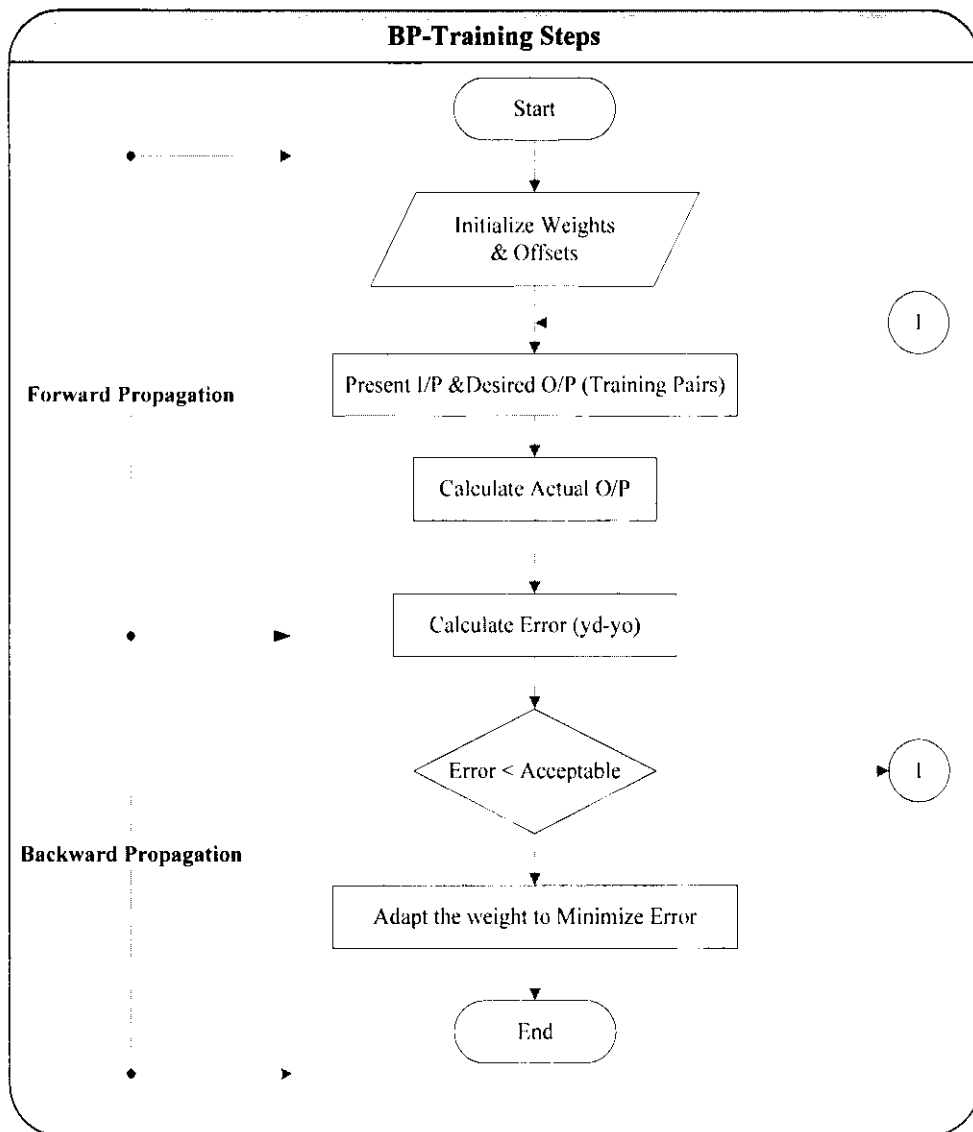 BP-Training Steps
Start
Initialize Weights
& Offsets
1
Present I/P &Desired O/P (Training Pairs)
Forward Propagation
Calculate Actual O/P
Calculate Error (yd-yo)
Error < Acceptable
1
Backward Propagation
Adapt the weight to Minimize Error
End